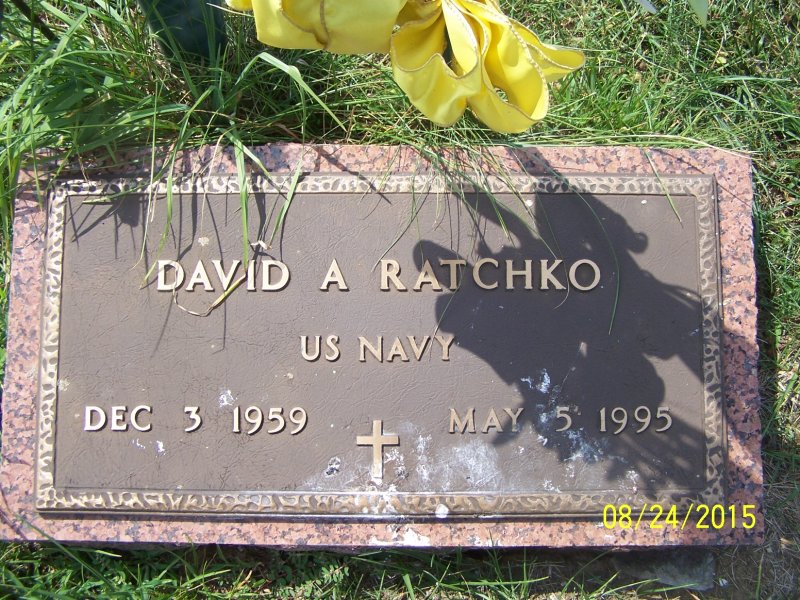 DAVID A RATCHKO
US NAVY
DEC 3 1959 MAY 5 1995
08/24/2015